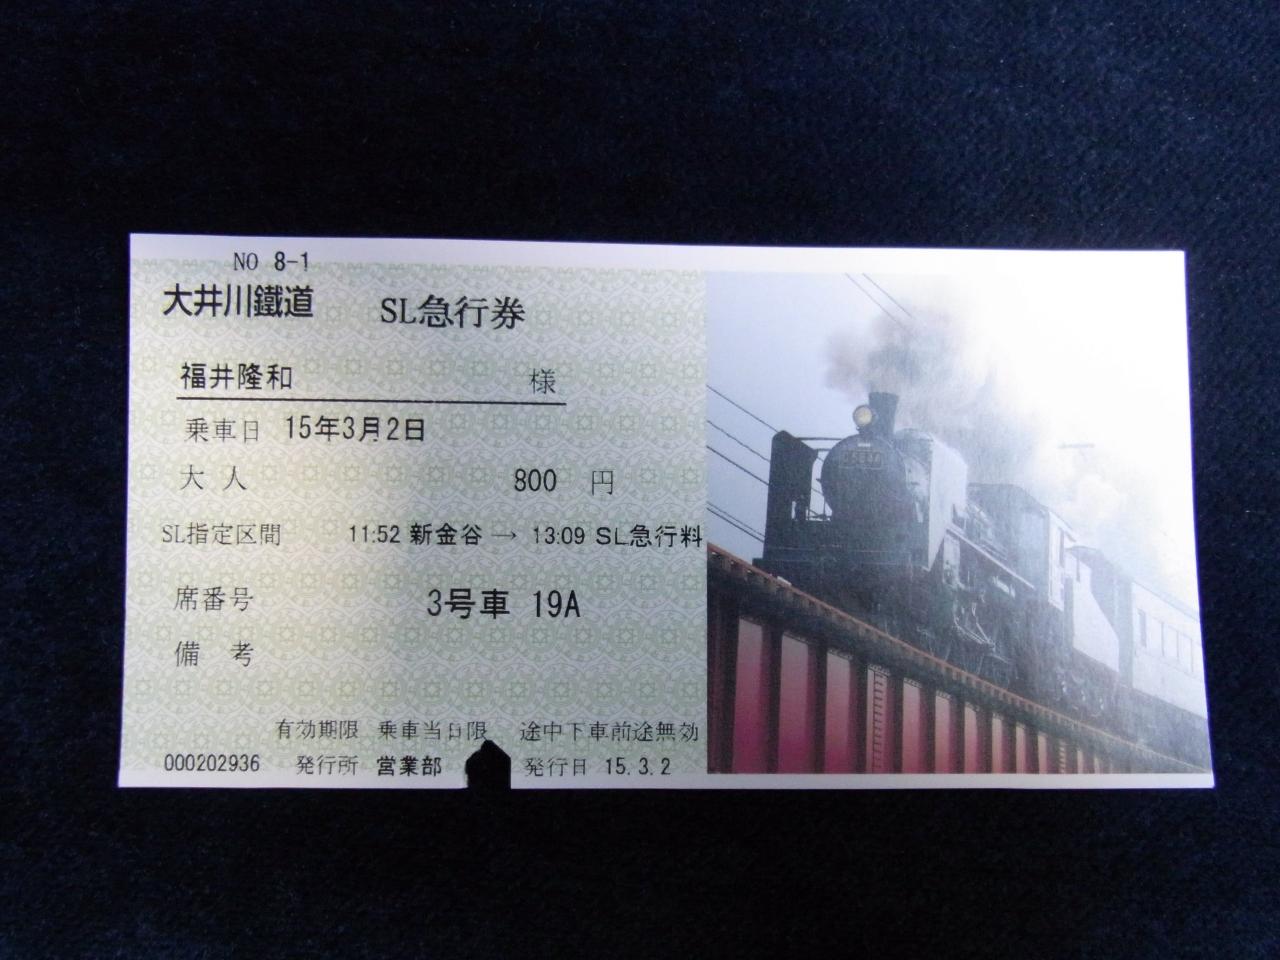 NO 8-1
大井川鐵道 SL急行券
福井隆和 様
乗車日 15年3月2日
大人 800 円
SL指定区間 11:52 新金谷 → 13:09 SL急行料
席番号 3号車 19A
備考
有効期限 乗車当日限 途中下車前途無効
000202936 発行所 営業部 発行日 15.3.2